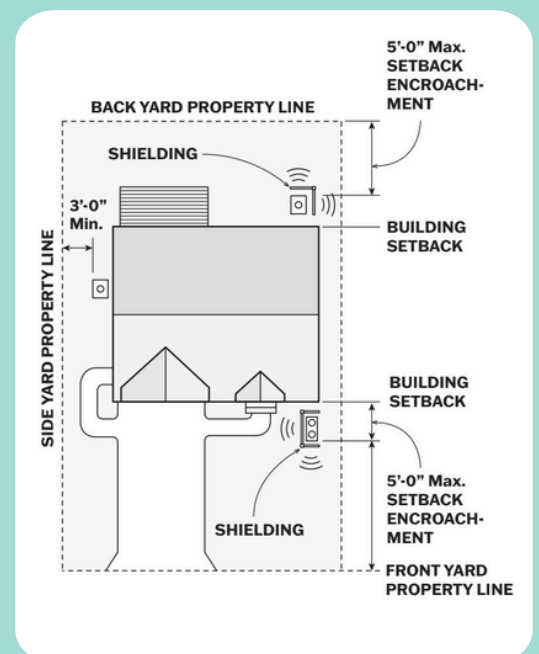 5'-0” Max.
SETBACK
ENCROACH-
MENT
BACK YARD PROPERTY LINE
SHIELDING
3'-0”
Min.
BUILDING
SETBACK
SIDE YARD PROPERTY LINE
BUILDING
SETBACK
5'-0” Max.
SETBACK
ENCROACH-
MENT
SHIELDING
FRONT YARD
PROPERTY LINE